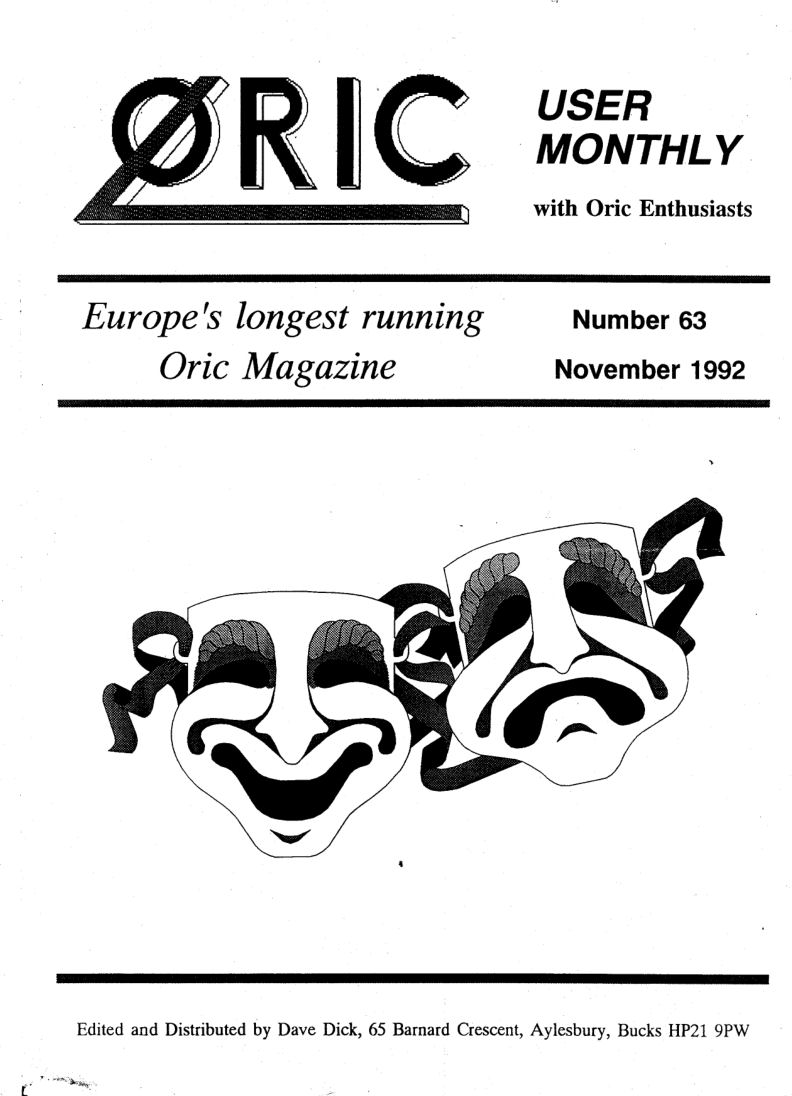 ORIC
USER
MONTHLY
with Oric Enthusiasts
Europe's longest running
Oric Magazine
Number 63
November 1992
Edited and Distributed by Dave Dick, 65 Barnard Crescent, Aylesbury, Bucks HP21 9PW